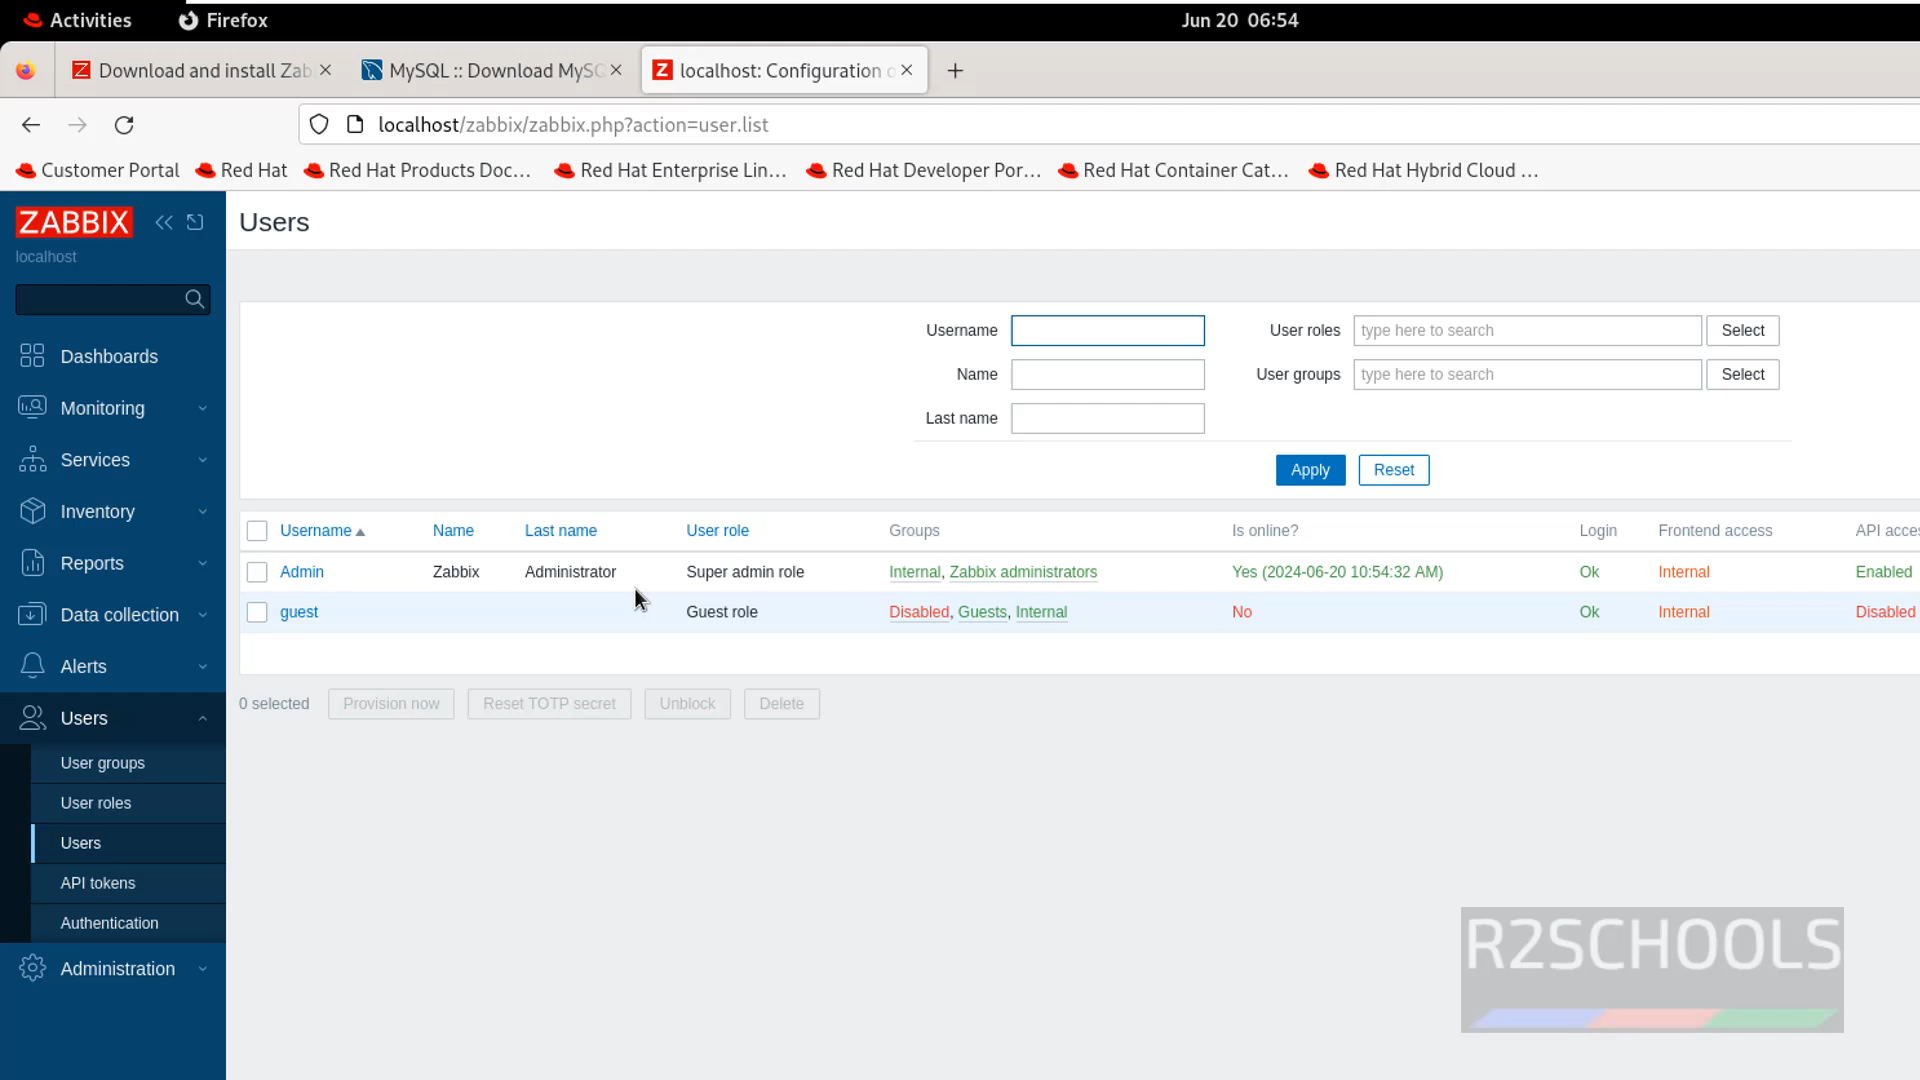 Activities Firefox Jun 20 06:54
Download and install Zab MySQL :: Download MySQ localhost: Configuration o
localhost/zabbix/zabbix.php?action=user.list
Customer Portal Red Hat Red Hat Products Doc... Red Hat Enterprise Lin... Red Hat Developer Por... Red Hat Container Cat... Red Hat Hybrid Cloud ...
ZABBIX
localhost
Dashboards
Monitoring
Services
Inventory
Reports
Data collection
Alerts
Users
User groups
User roles
Users
API tokens
Authentication
Administration
Users
Username User roles type here to search Select
Name User groups type here to search Select
Last name
Apply Reset
Username Name Last name User role Groups Is online? Login Frontend access API acces
Admin Zabbix Administrator Super admin role Internal, Zabbix administrators Yes (2024-06-20 10:54:32 AM) Ok Internal Enabled
guest Guest role Disabled, Guests, Internal No Ok Internal Disabled
0 selected Provision now Reset TOTP secret Unblock Delete
R2SCHOOLS